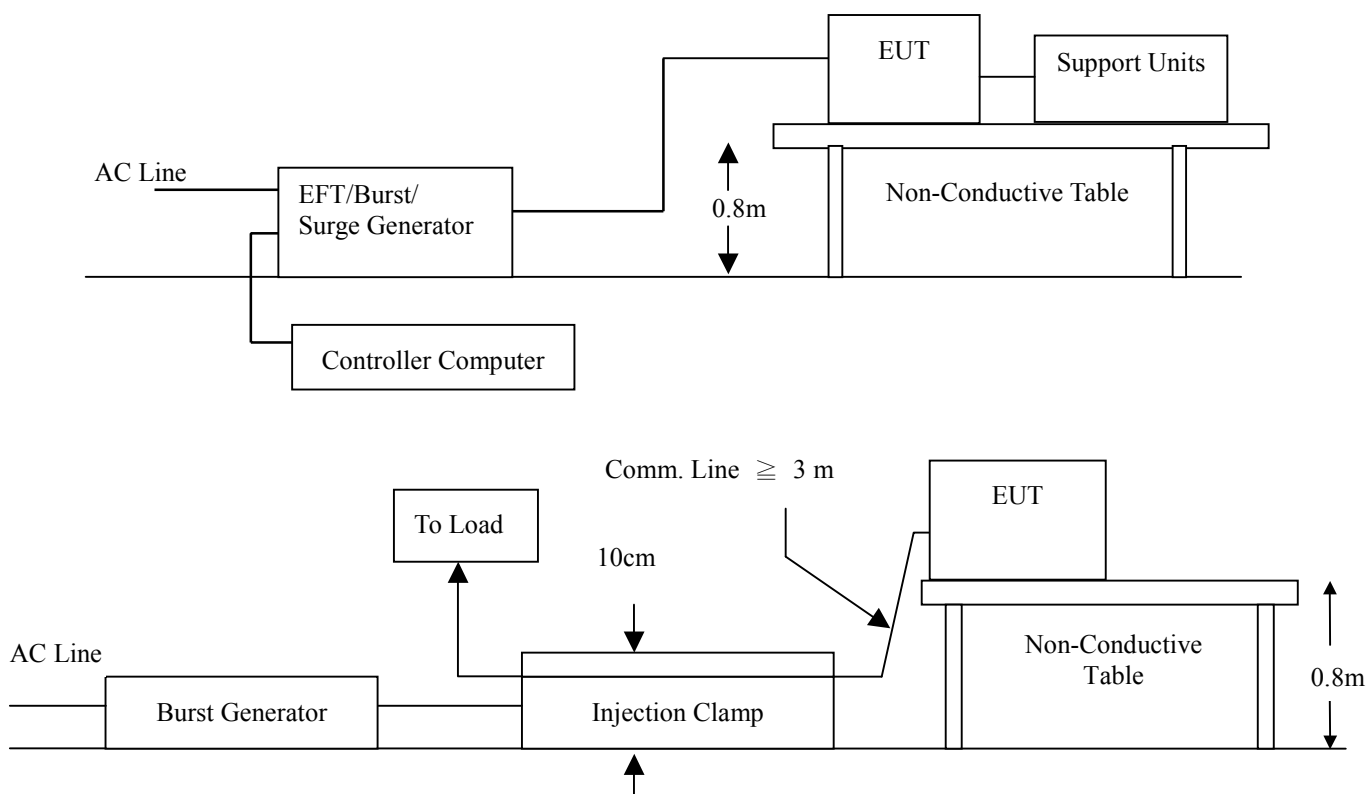 EUT
Support Units
AC Line
EFT/Burst/
Surge Generator
0.8m
Non-Conductive Table
Controller Computer
Comm. Line ≧ 3 m
EUT
To Load
10cm
AC Line
Non-Conductive
Table
0.8m
Burst Generator
Injection Clamp